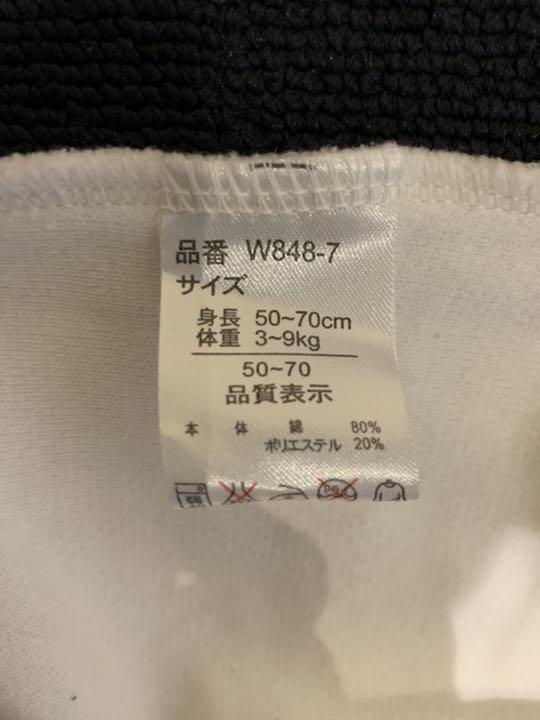 品番 W848-7
サイズ
身長 50~70cm
体重 3~9kg
50~70
品質表示
本体 綿 80%
ポリエステル 20%